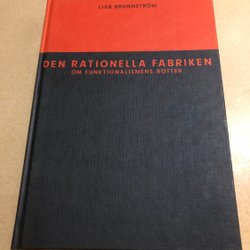 LISA BRUNNSTRÖM
DEN RATIONELLA FABRIKEN
OM FUNKTIONALISMENS RÖTTER